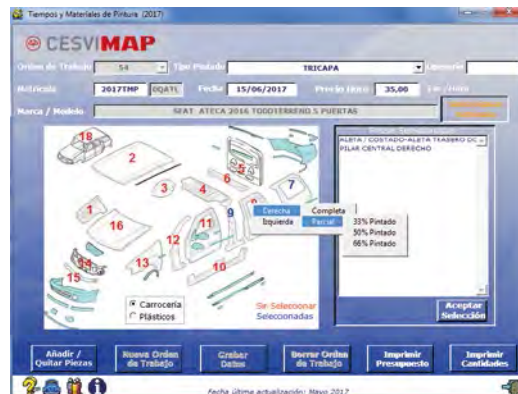 Tiempos y Materiales de Pintura (2017)
CESVIMAP
Orden de Trabajo 54 Tipo Pintado TRICAPA
Matrícula 2017TMP 0QATL Fecha 15/06/2017 Precio Hora 35,00
Marca / Modelo SEAT ATECA 2016 TODOTERRENO 5 PUERTAS
ALETA / COSTADO-ALETA TRASERO
PILAR CENTRAL DERECHO
18
2
3
4
5
6
7
1
16
11
9
12
13
14
15
10
Derecha
Izquierda
Completa
Parcial
33% Pintado
50% Pintado
66% Pintado
Carrocería
Plásticos
Sin Seleccionar
Seleccionadas
Aceptar
Selección
Añadir /
Quitar Piezas
Nueva Orden
de Trabajo
Grabar
Datos
Borrar Orden
de Trabajo
Imprimir
Presupuesto
Imprimir
Cantidades
Fecha última actualización: Mayo 2017